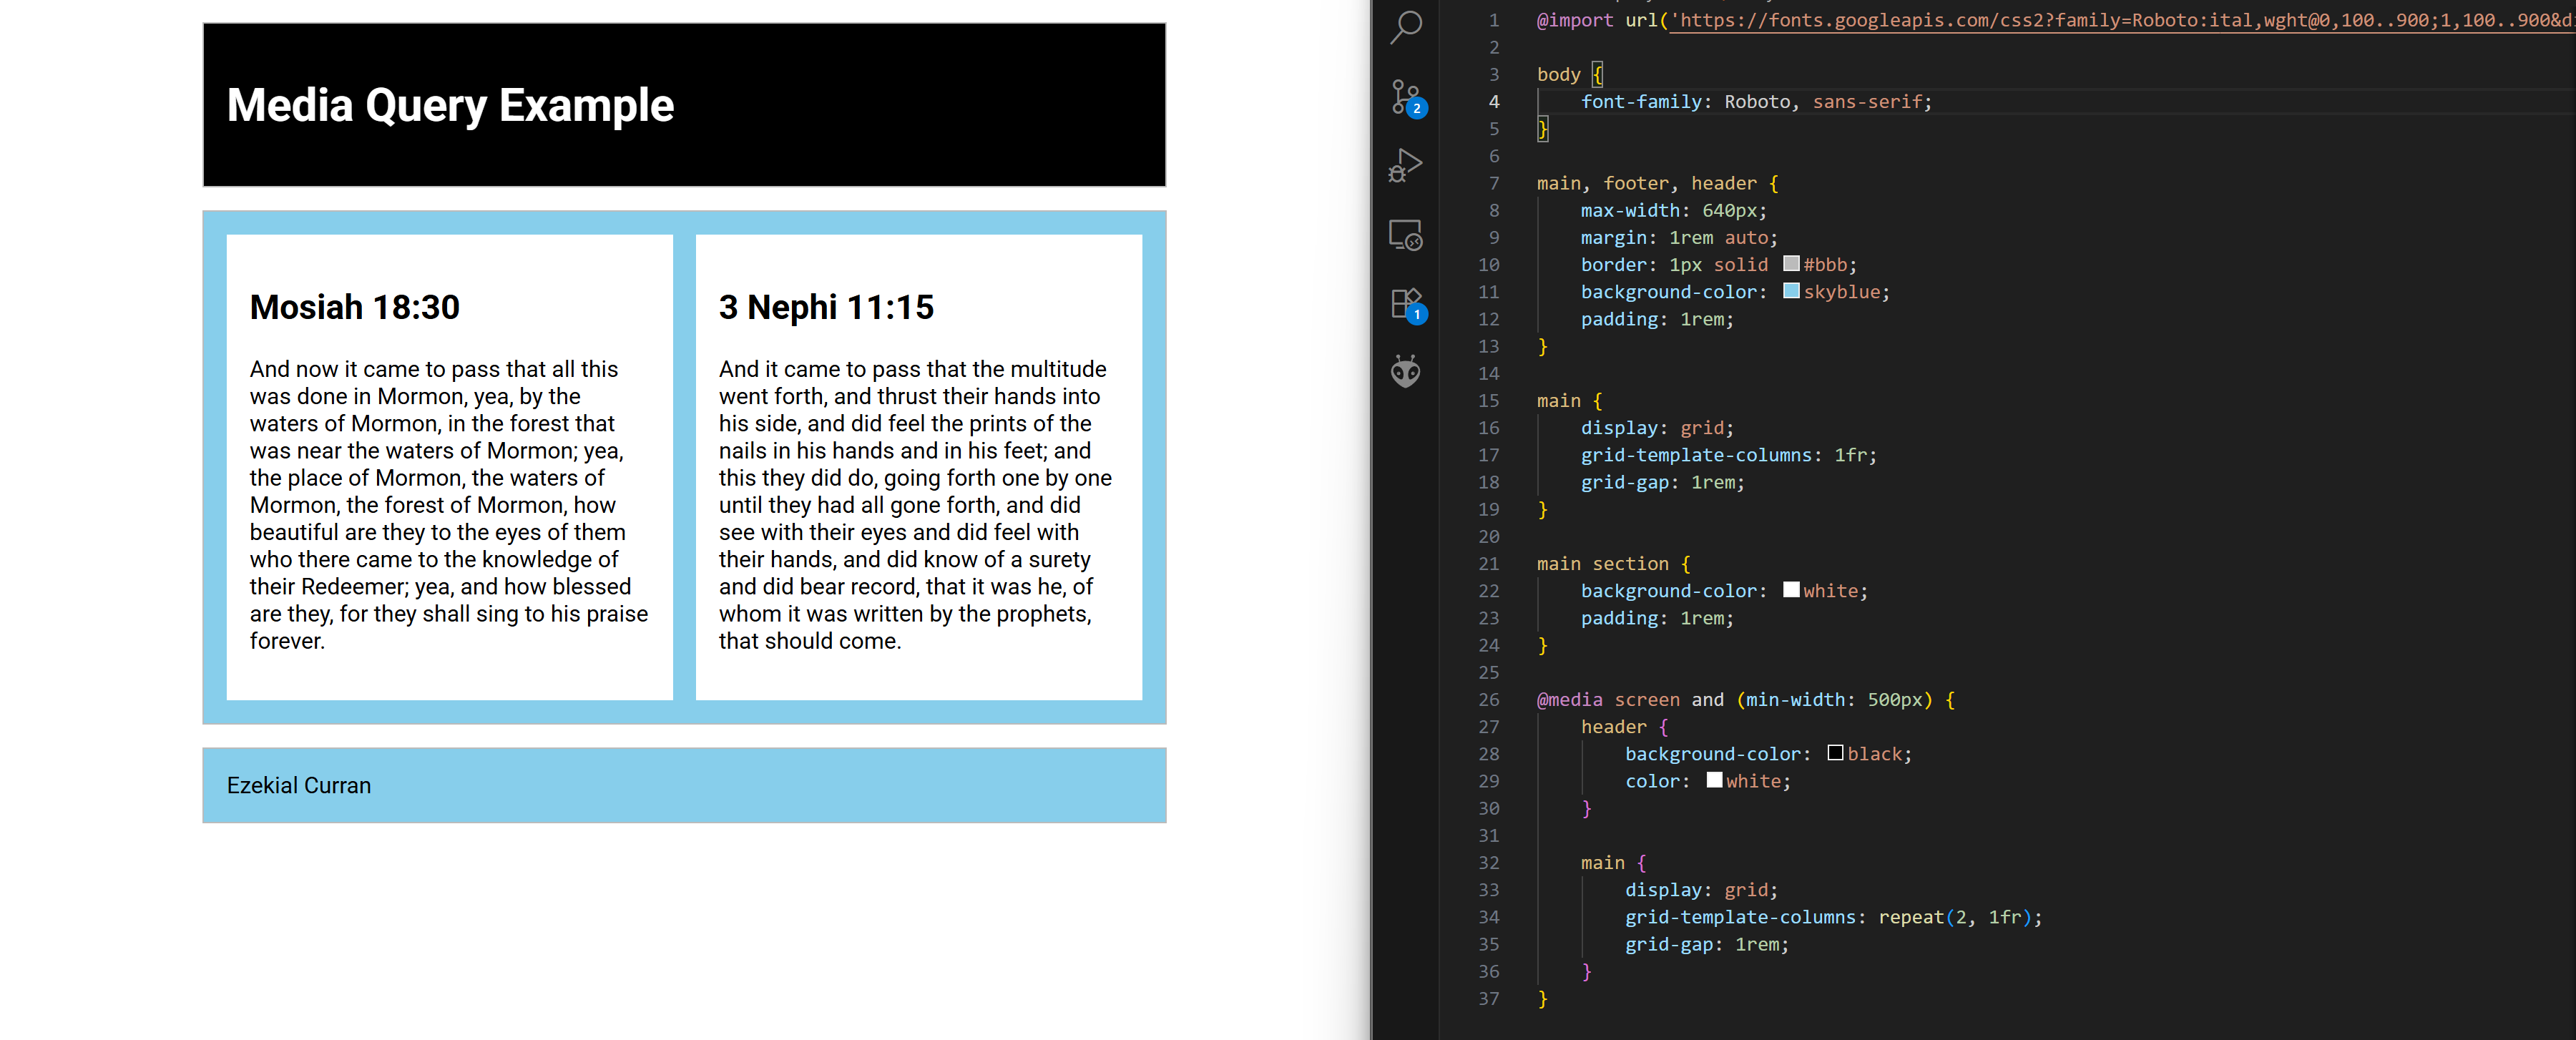 Media Query Example
Mosiah 18:30
And now it came to pass that all this
was done in Mormon, yea, by the
waters of Mormon, in the forest that
was near the waters of Mormon; yea,
the place of Mormon, the waters of
Mormon, the forest of Mormon, how
beautiful are they to the eyes of them
who there came to the knowledge of
their Redeemer; yea, and how blessed
are they, for they shall sing to his praise
forever.
3 Nephi 11:15
And it came to pass that the multitude
went forth, and thrust their hands into
his side, and did feel the prints of the
nails in his hands and in his feet; and
this they did do, going forth one by one
until they had all gone forth, and did
see with their eyes and did feel with
their hands, and did know of a surety
and did bear record, that it was he, of
whom it was written by the prophets,
that should come.
Ezekial Curran
2
1
1 @import url('https://fonts.googleapis.com/css2?family=Roboto:ital,wght@0,100..900;1,100..900&d
2
3 body {
4 font-family: Roboto, sans-serif;
5 }
6
7 main, footer, header {
8 max-width: 640px;
9 margin: 1rem auto;
10 border: 1px solid #bbb;
11 background-color: skyblue;
12 padding: 1rem;
13 }
14
15 main {
16 display: grid;
17 grid-template-columns: 1fr;
18 grid-gap: 1rem;
19 }
20
21 main section {
22 background-color: white;
23 padding: 1rem;
24 }
25
26 @media screen and (min-width: 500px) {
27 header {
28 background-color: black;
29 color: white;
30 }
31
32 main {
33 display: grid;
34 grid-template-columns: repeat(2, 1fr);
35 grid-gap: 1rem;
36 }
37 }